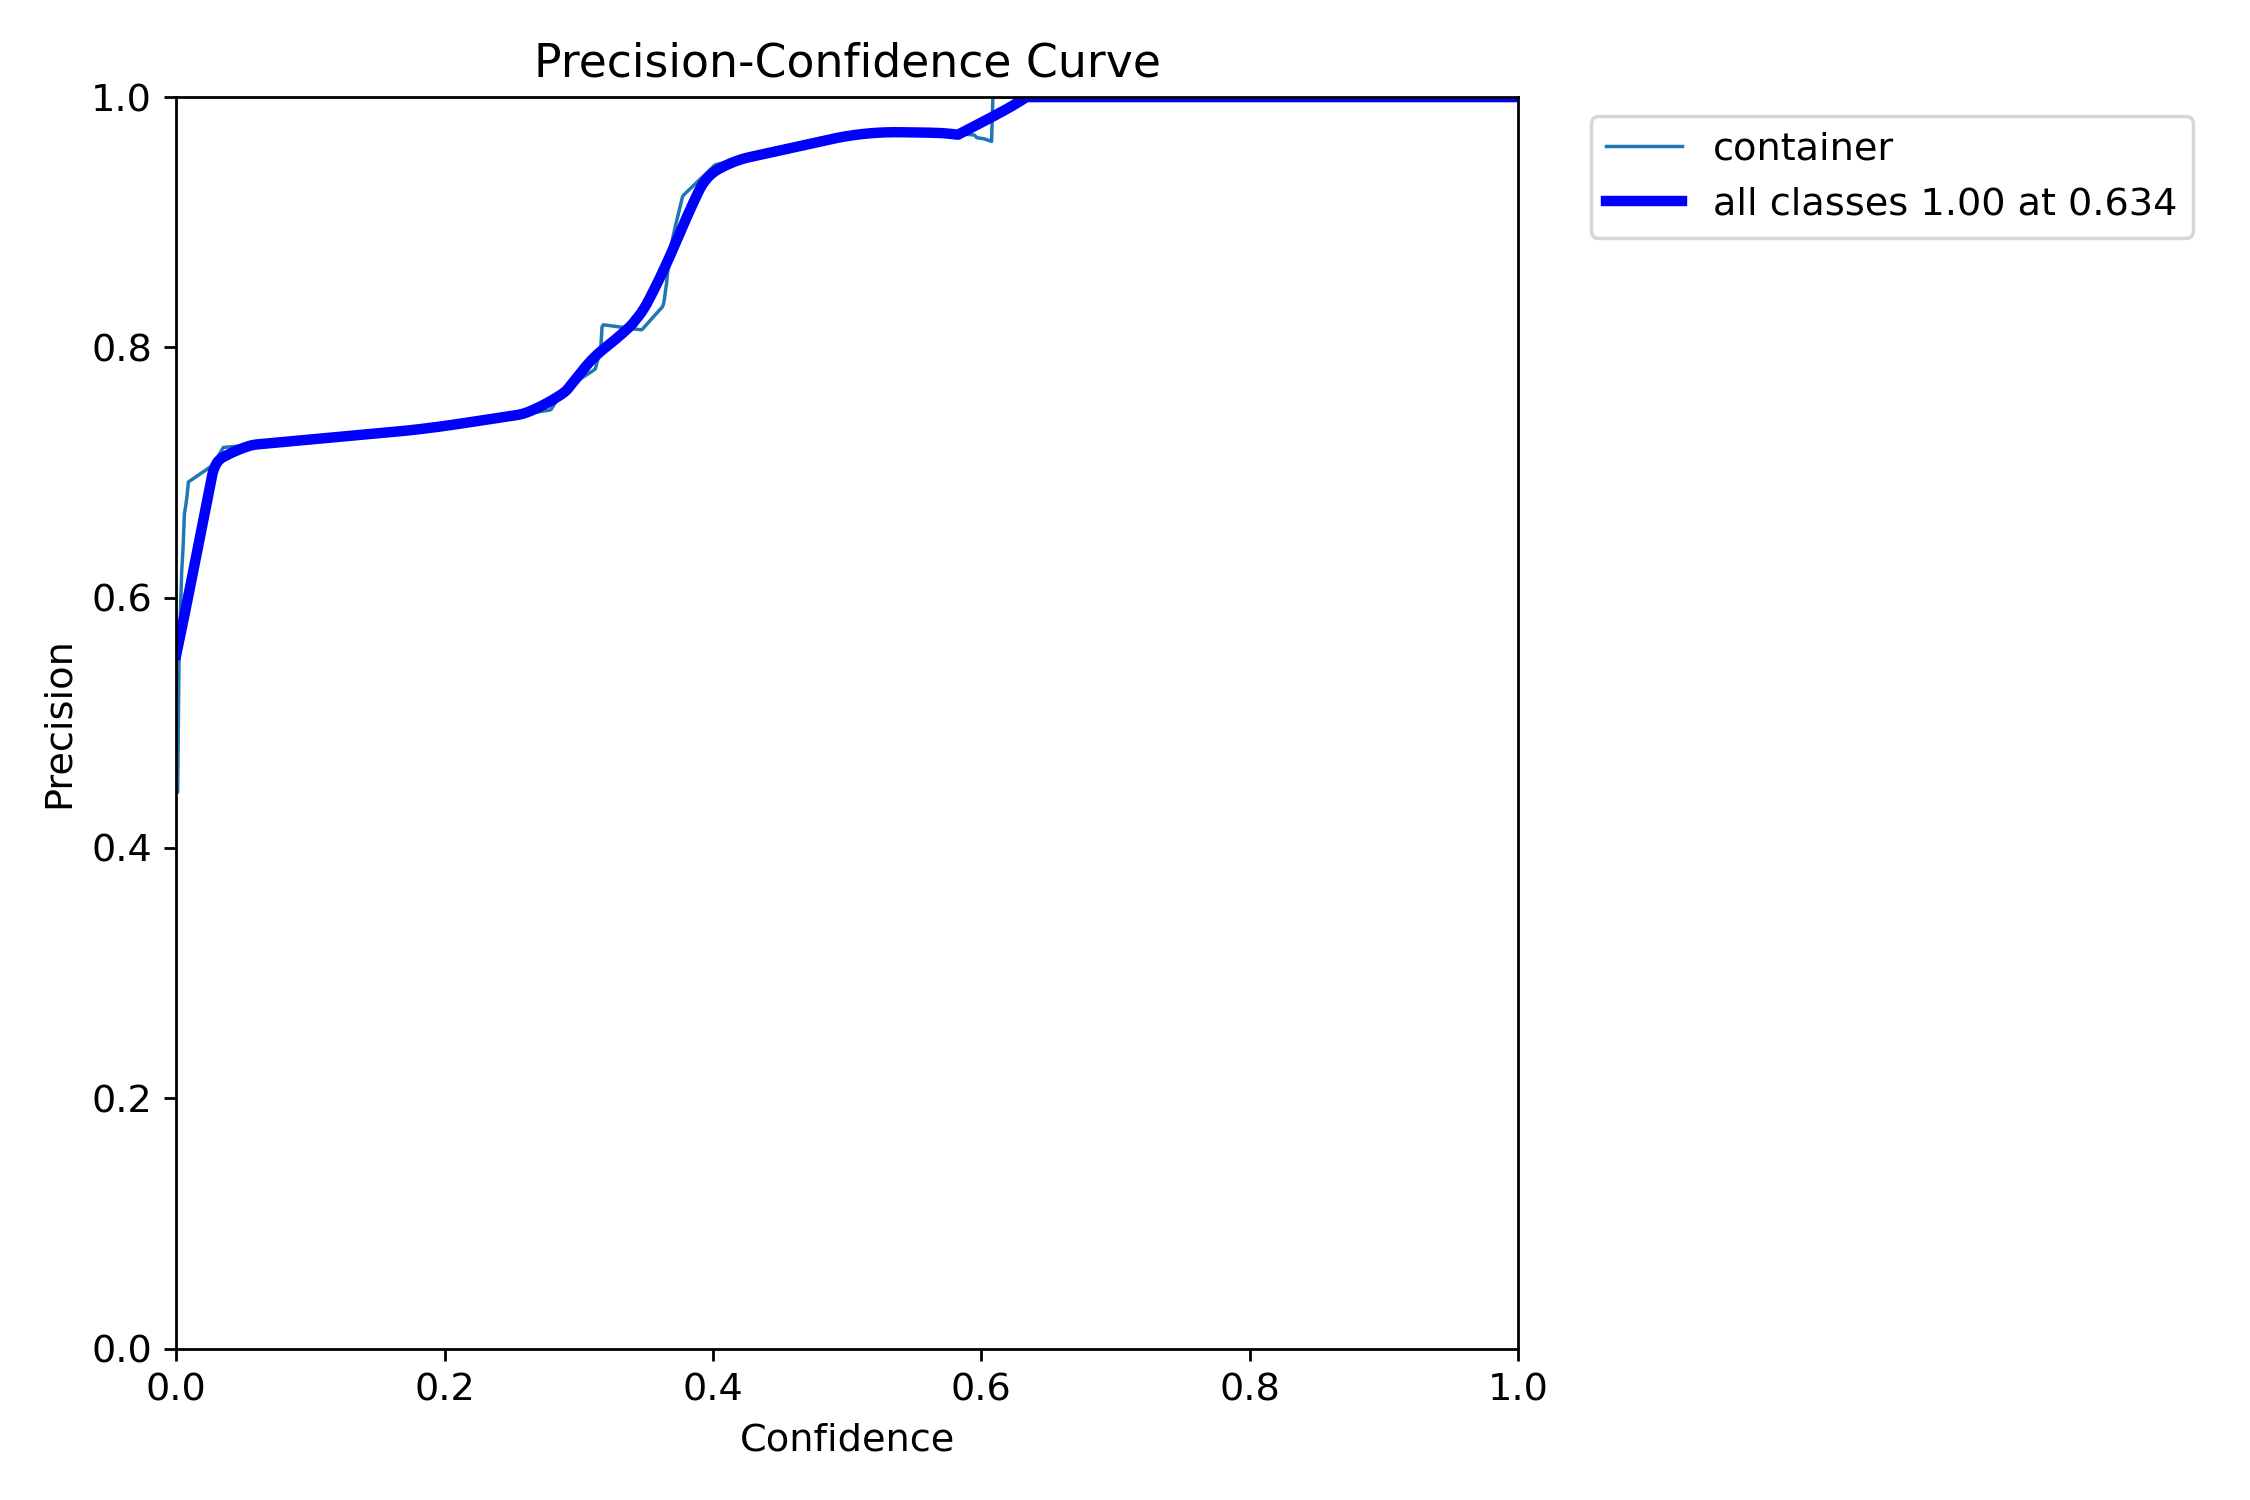 Precision-Confidence Curve
1.0
0.8
0.6
0.4
0.2
0.0
Precision
0.0 0.2 0.4 0.6 0.8 1.0
Confidence
container
all classes 1.00 at 0.634